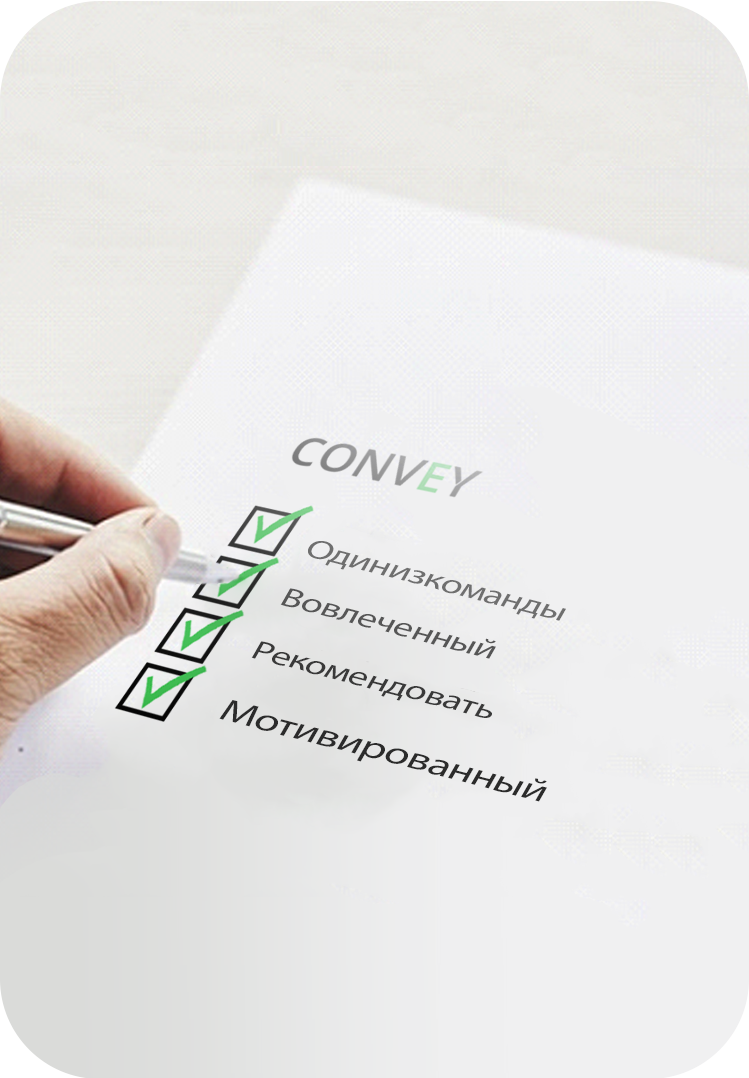 CONVEY
Одинизкоманды
Вовлеченный
Рекомендовать
Мотивированный